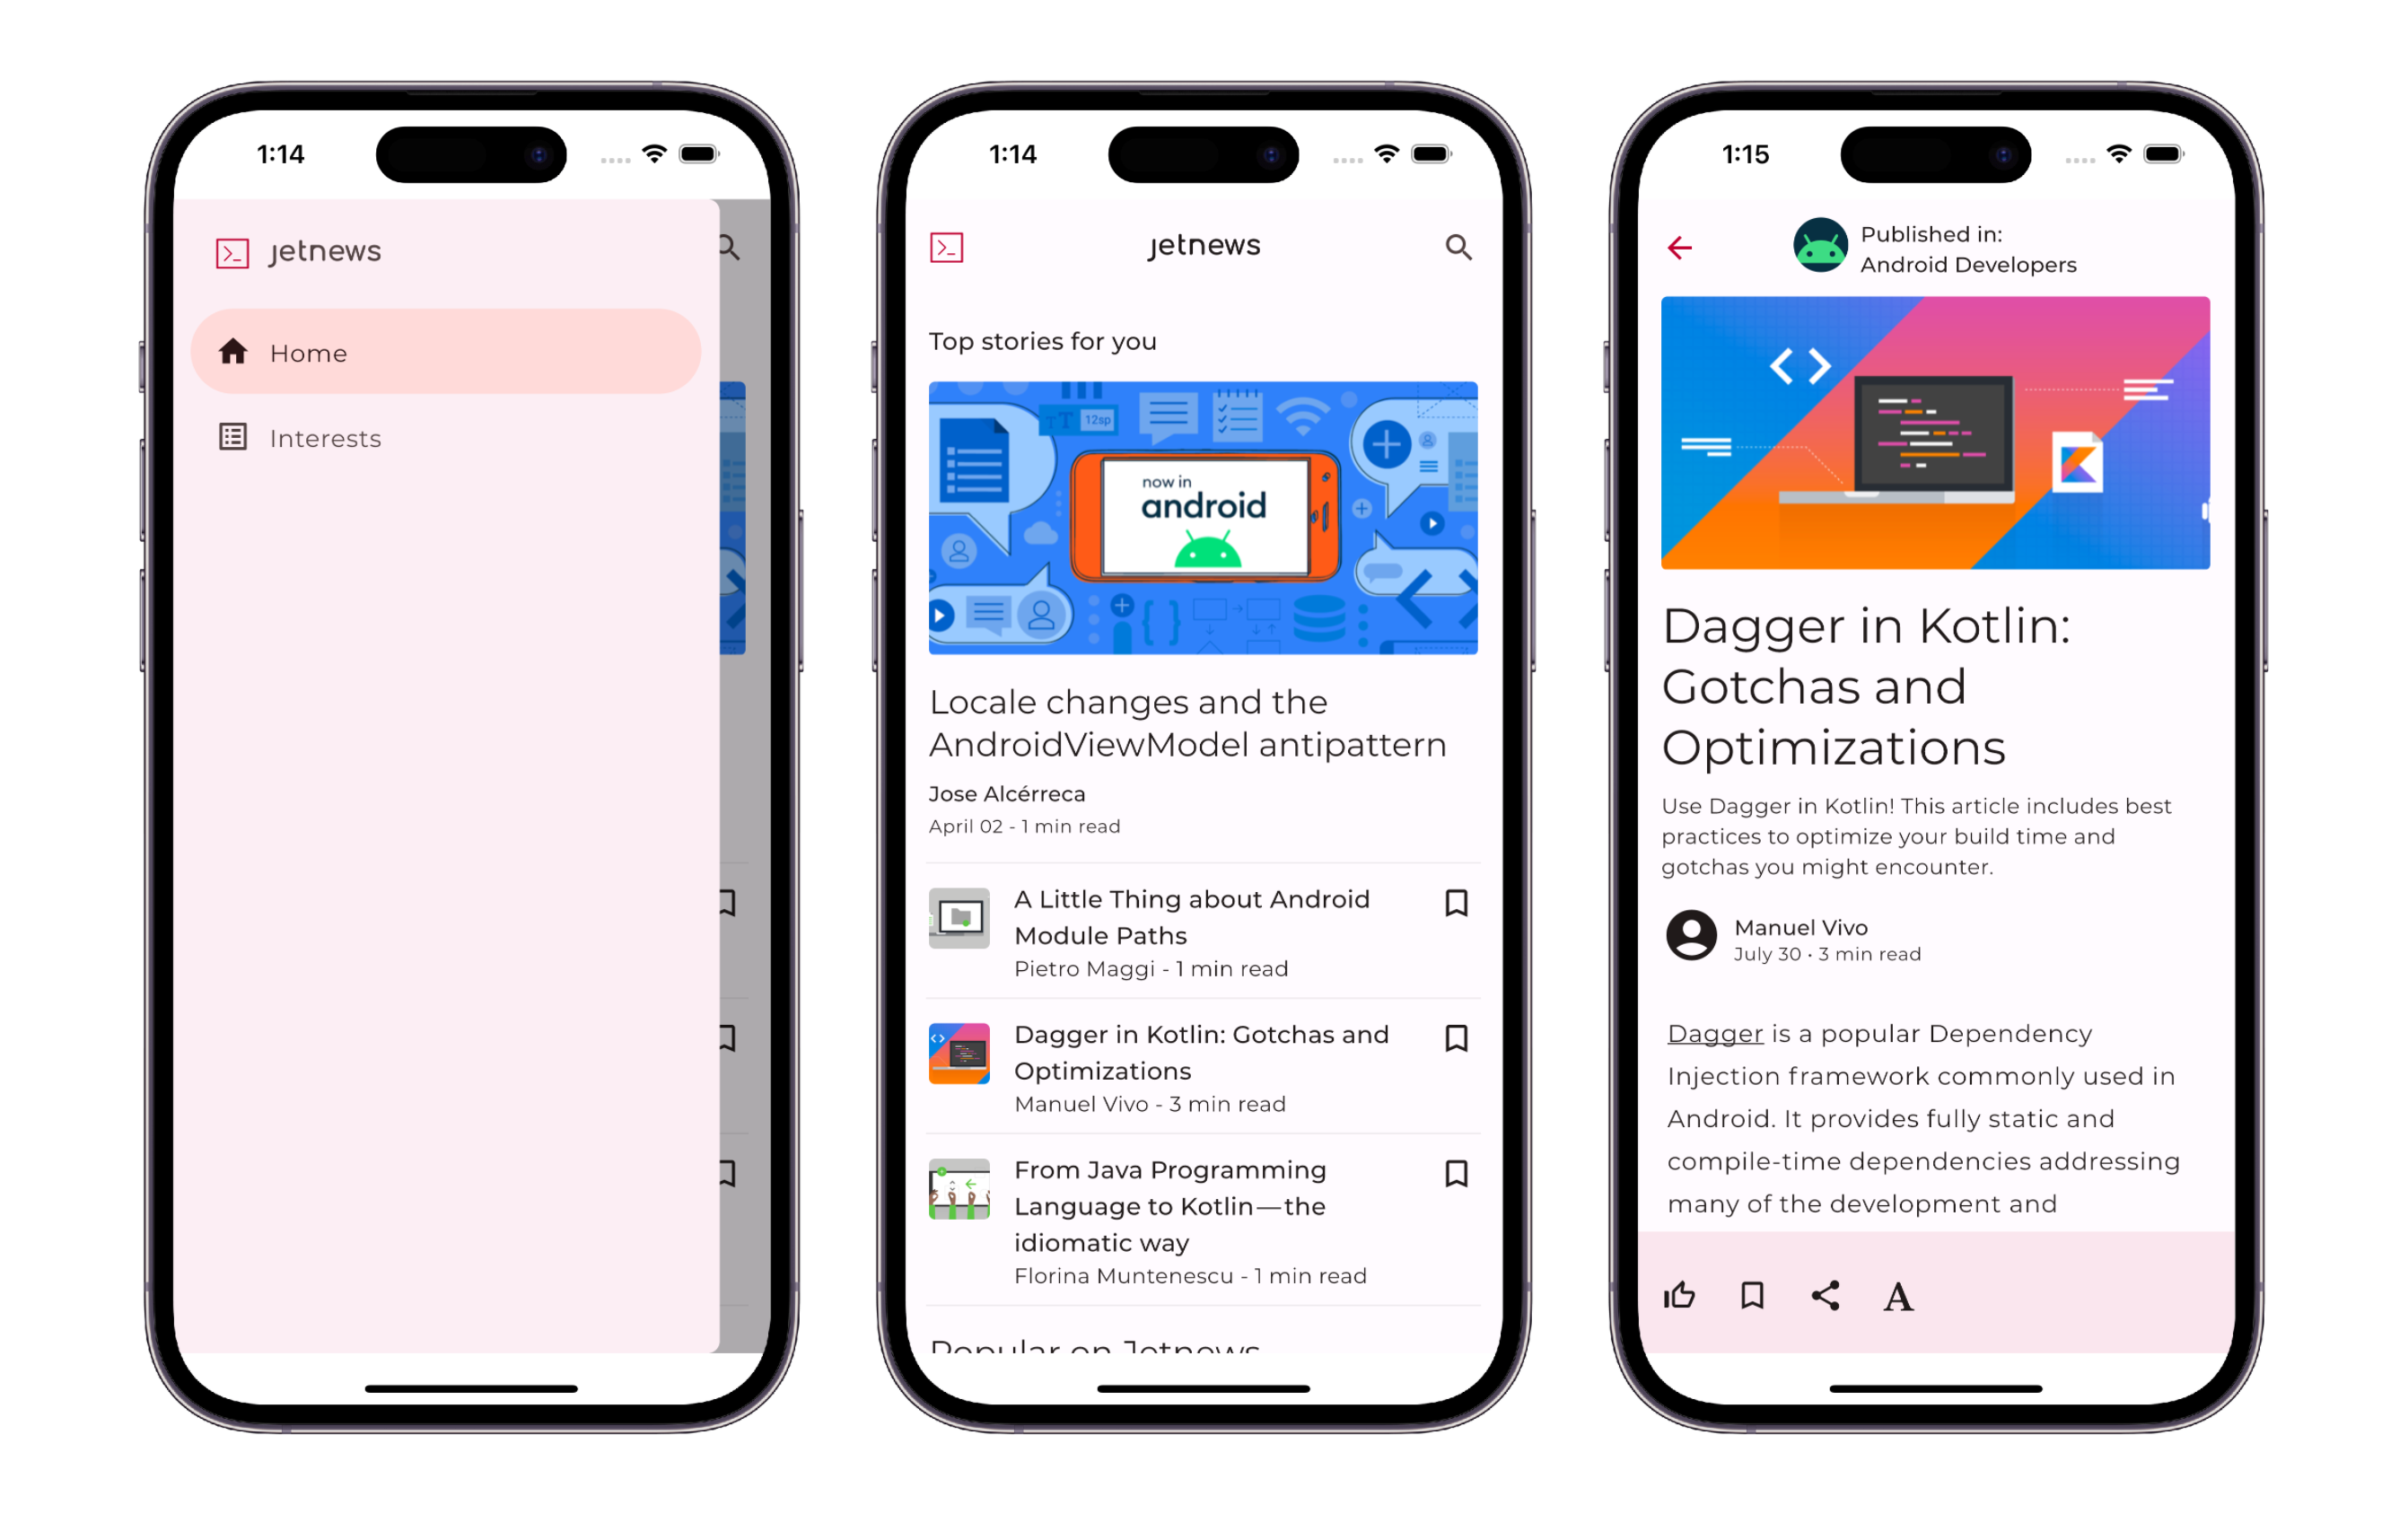 1:14
jetnews
Home
Interests
1:14
jetnews
Top stories for you
TT 12sp
now in
android
Locale changes and the
AndroidViewModel antipattern
Jose Alcérreca
April 02 - 1 min read
A Little Thing about Android
Module Paths
Pietro Maggi - 1 min read
Dagger in Kotlin: Gotchas and
Optimizations
Manuel Vivo - 3 min read
From Java Programming
Language to Kotlin—the
idiomatic way
Florina Muntenescu - 1 min read
Popular on Jetnews
1:15
Published in:
Android Developers
Dagger in Kotlin:
Gotchas and
Optimizations
Use Dagger in Kotlin! This article includes best
practices to optimize your build time and
gotchas you might encounter.
Manuel Vivo
July 30 • 3 min read
Dagger is a popular Dependency
Injection framework commonly used in
Android. It provides fully static and
compile-time dependencies addressing
many of the development and
A